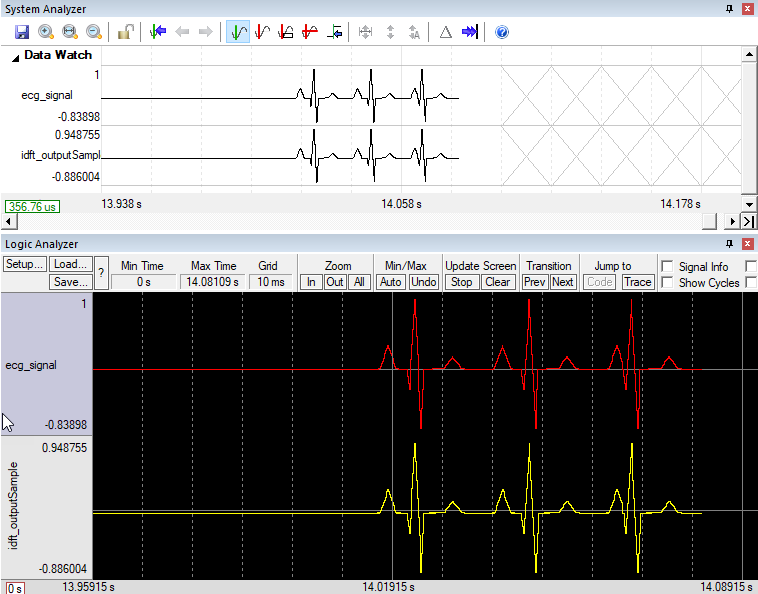 System Analyzer
Data Watch
1
ecg_signal
-0.83898
0.948755
idft_outputSampl
-0.886004
356.76 us
13.938 s
14.058 s
14.178 s
Logic Analyzer
Setup... Load... Save... ?
Min Time Max Time Grid Zoom Min/Max Update Screen Transition Jump to Signal Info
0 s 14.08109 s 10 ms In Out All Auto Undo Stop Clear Prev Next Code Trace Show Cycles
1
ecg_signal
-0.83898
0.948755
idft_outputSample
-0.886004
0 s
13.95915 s
14.01915 s
14.08915 s